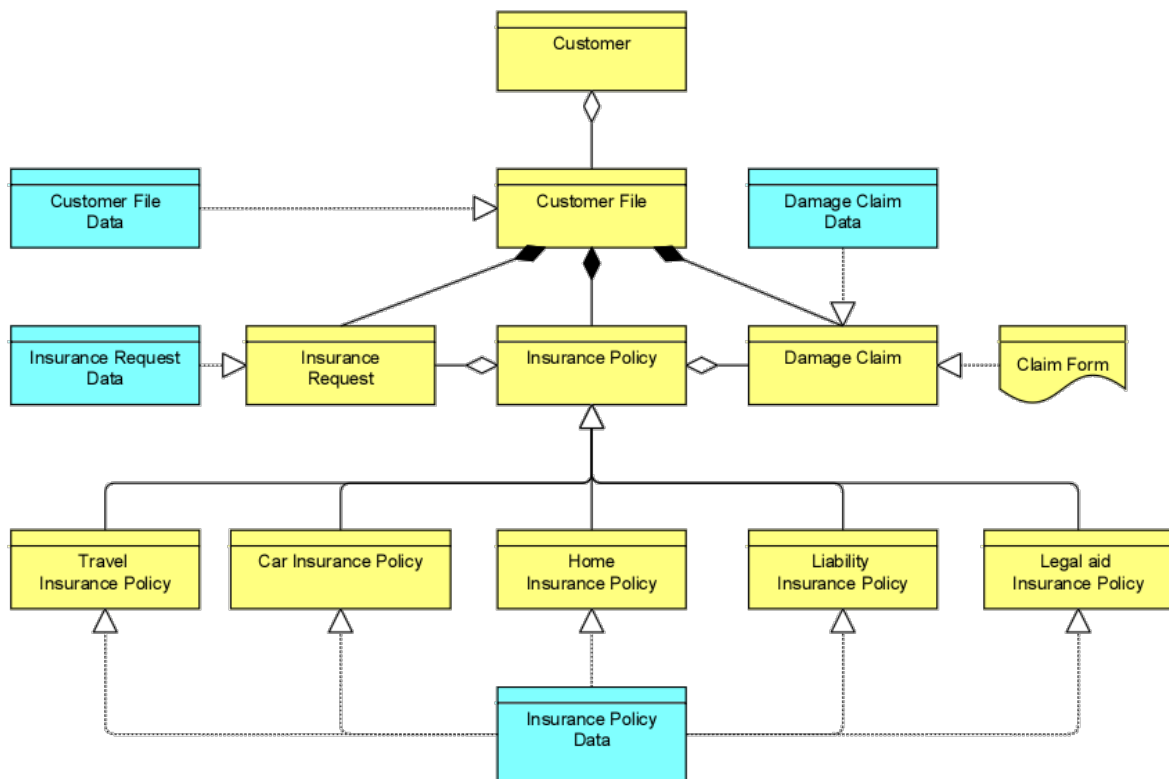 Customer
Customer File
Data
Customer File
Damage Claim
Data
Insurance Request
Data
Insurance
Request
Insurance Policy
Damage Claim
Claim Form
Travel
Insurance Policy
Car Insurance Policy
Home
Insurance Policy
Liability
Insurance Policy
Legal aid
Insurance Policy
Insurance Policy
Data